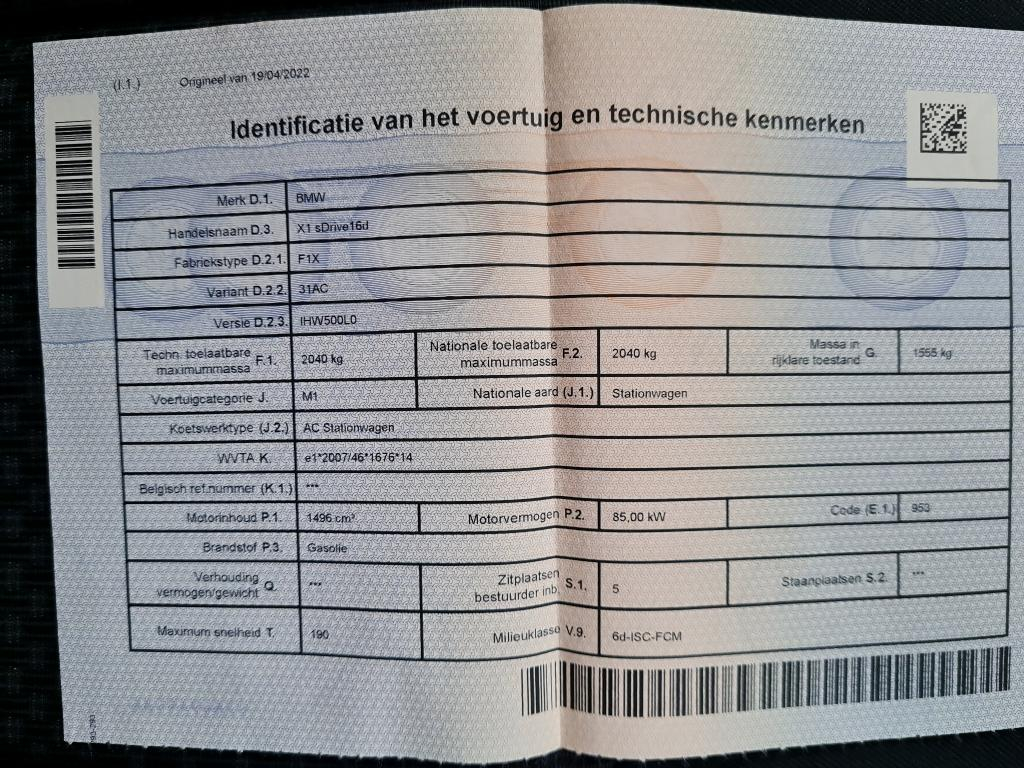 (I.1.) Origineel van 19/04/2022
Identificatie van het voertuig en technische kenmerken
Merk D.1. BMW
Handelsnaam D.3. X1 sDrive16d
Fabriekstype D.2.1. F1X
Variant D.2.2. 31AC
Versie D.2.3. IHW500L0
Techn. toelaatbare maximummassa F.1. 2040 kg Nationale toelaatbare maximummassa F.2. 2040 kg Massa in rijklare toestand G. 1555 kg
Voertuigcategorie J. M1 Nationale aard (J.1.) Stationwagen
Koetswerktype (J.2.) AC Stationwagen
WVTA K. e1*2007/46*1676*14
Belgisch ref.nummer (K.1.) ***
Motorinhoud P.1. 1496 cm³ Motorvermogen P.2. 85,00 kW Code (E.1.) 953
Brandstof P.3. Gasolie
Verhouding vermogen/gewicht Q. *** Zitplaatsen bestuurder inb. S.1. 5 Staanplaatsen S.2. ***
Maximum snelheid T. 190 Milieuklasse V.9. 6d-ISC-FCM